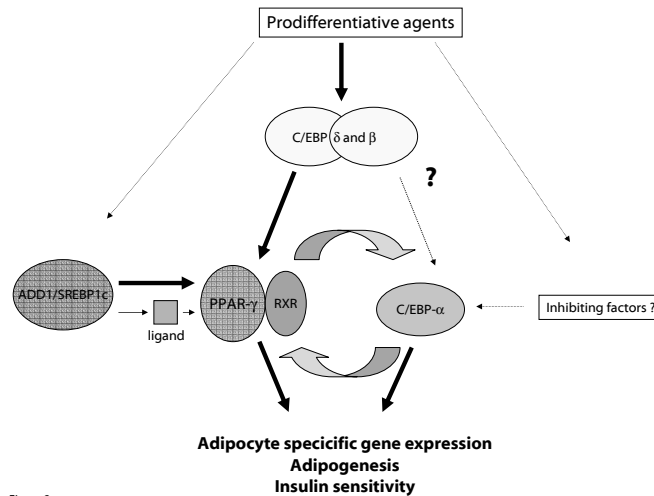 Prodifferentiative agents
C/EBP δ and β
?
ADD1/SREBP1c
PPAR-γ
RXR
C/EBP-α
Inhibiting factors ?
ligand
Adipocyte specicific gene expression
Adipogenesis
Insulin sensitivity